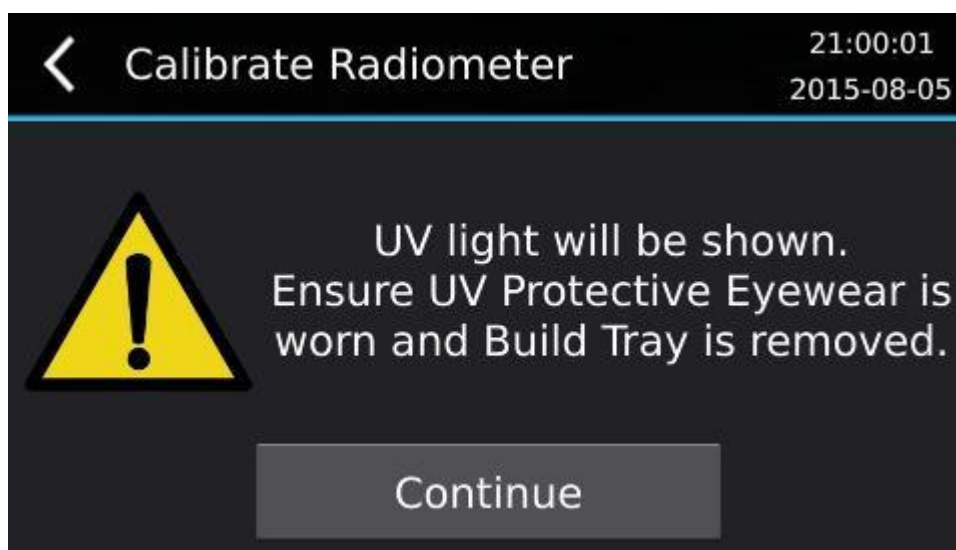 Calibrate Radiometer
21:00:01
2015-08-05
UV light will be shown.
Ensure UV Protective Eyewear is
worn and Build Tray is removed.
Continue